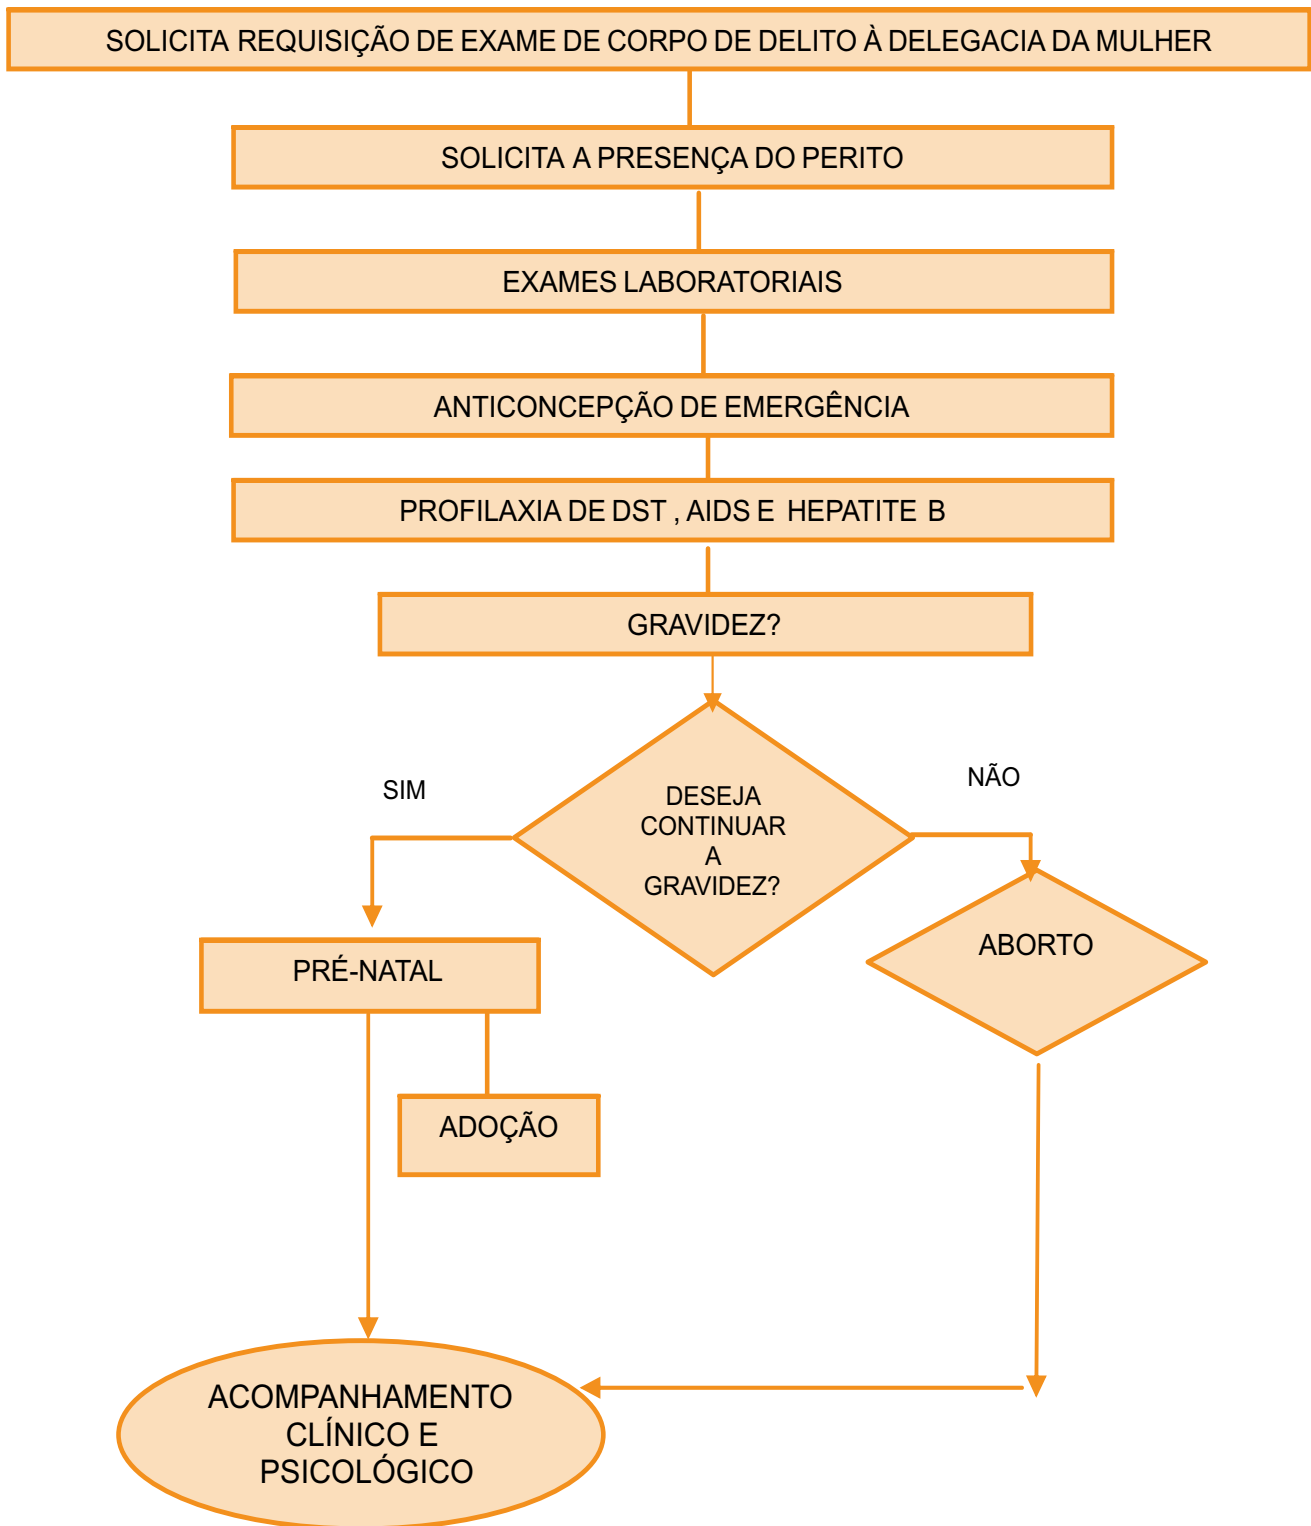 SOLICITA REQUISIÇÃO DE EXAME DE CORPO DE DELITO À DELEGACIA DA MULHER
SOLICITA A PRESENÇA DO PERITO
EXAMES LABORATORIAIS
ANTICONCEPÇÃO DE EMERGÊNCIA
PROFILAXIA DE DST , AIDS E HEPATITE B
GRAVIDEZ?
SIM
NÃO
DESEJA
CONTINUAR
A
GRAVIDEZ?
ABORTO
PRÉ-NATAL
ADOÇÃO
ACOMPANHAMENTO
CLÍNICO E
PSICOLÓGICO